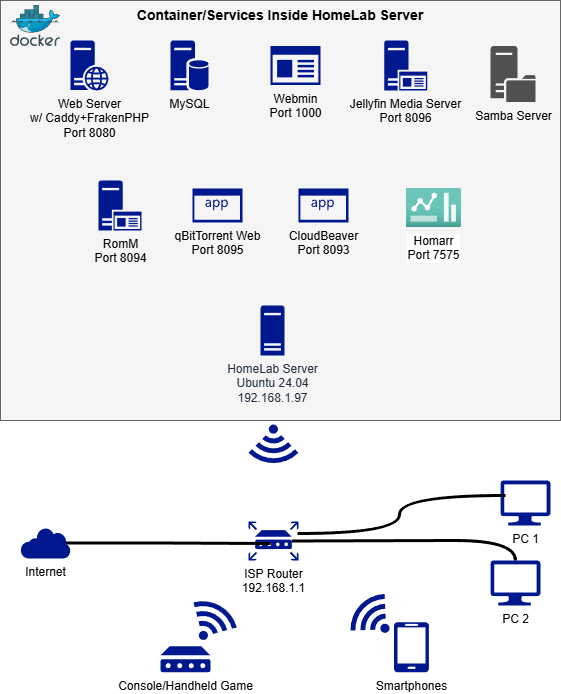 Container/Services Inside HomeLab Server
docker
Web Server
w/ Caddy+FrakenPHP
Port 8080
MySQL
Webmin
Port 1000
Jellyfin Media Server
Port 8096
Samba Server
RomM
Port 8094
app
qBitTorrent Web
Port 8095
app
CloudBeaver
Port 8093
Homarr
Port 7575
HomeLab Server
Ubuntu 24.04
192.168.1.97
Internet
ISP Router
192.168.1.1
PC 1
PC 2
Console/Handheld Game
Smartphones